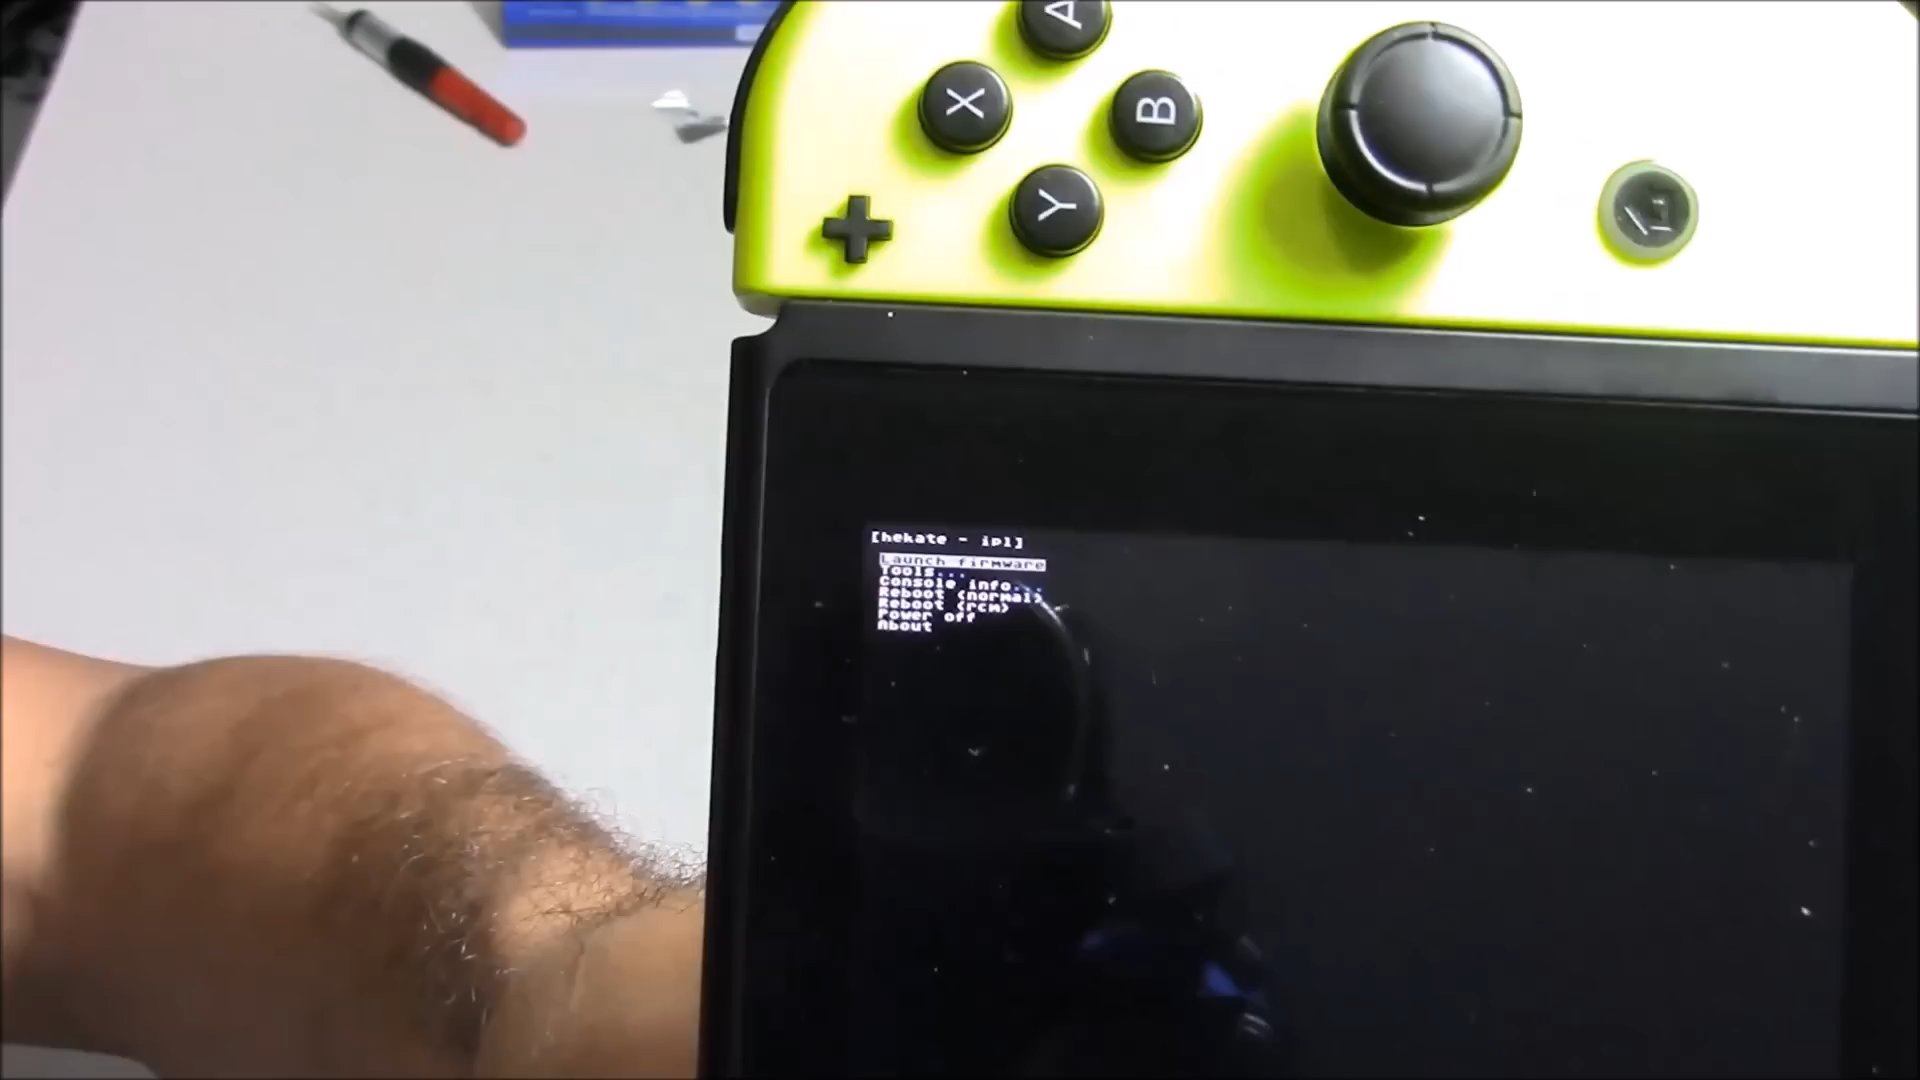 A
X
B
Y
[hekate - ipl]
Launch firmware
Tools...
Console info...
Reboot (normal)
Reboot (rcm)
Power off
About